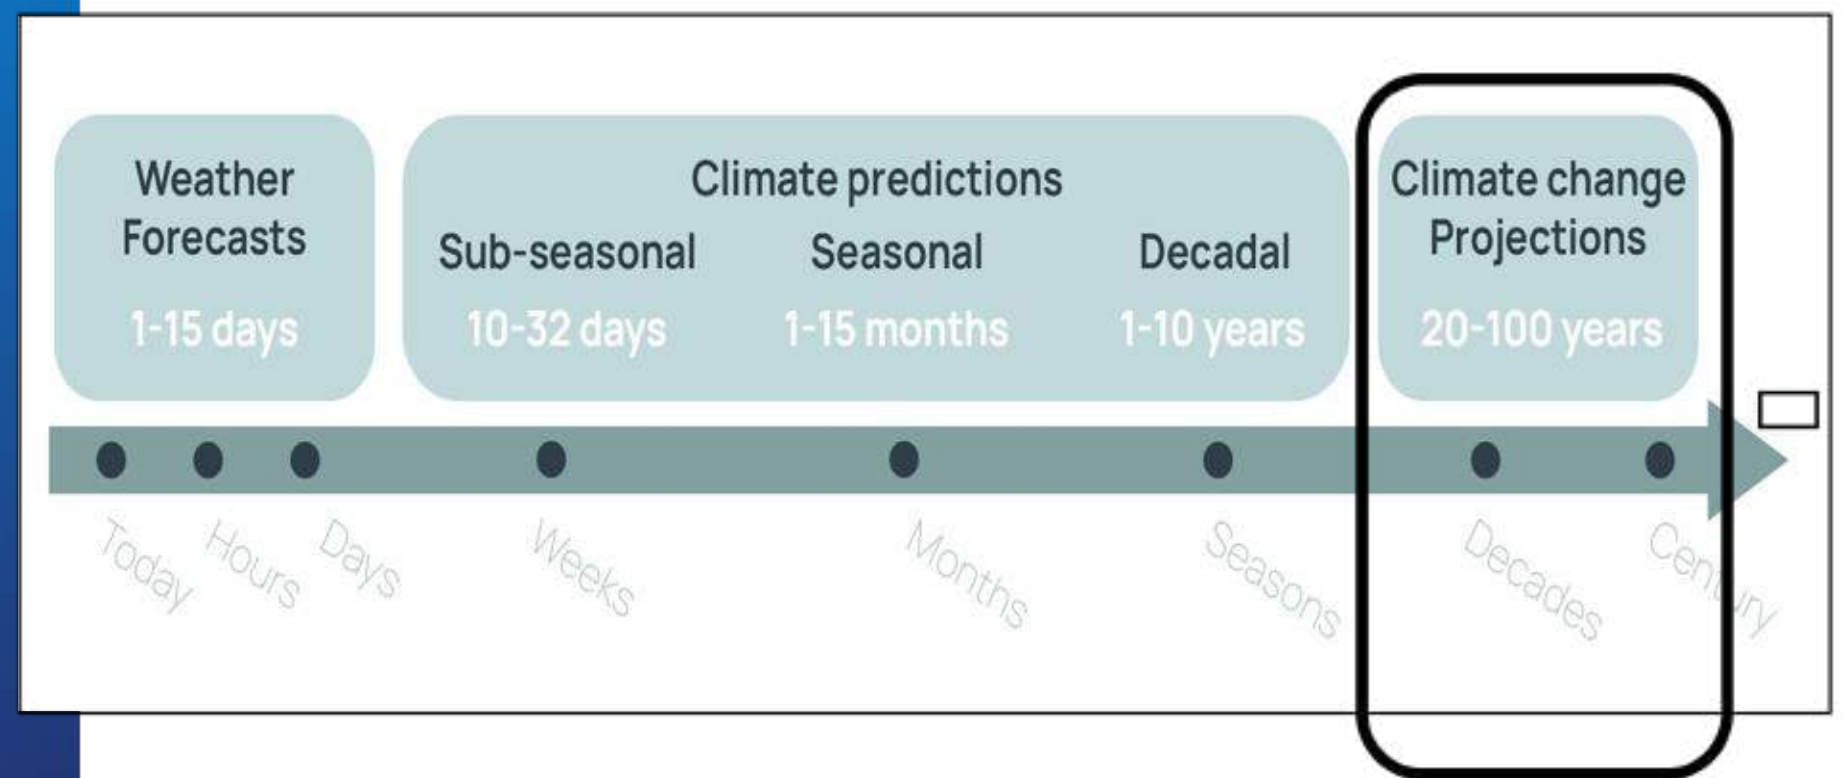 Weather
Forecasts
1-15 days
Climate predictions
Sub-seasonal
10-32 days
Seasonal
1-15 months
Decadal
1-10 years
Climate change
Projections
20-100 years
Today
Hours
Days
Weeks
Months
Seasons
Decades
Century